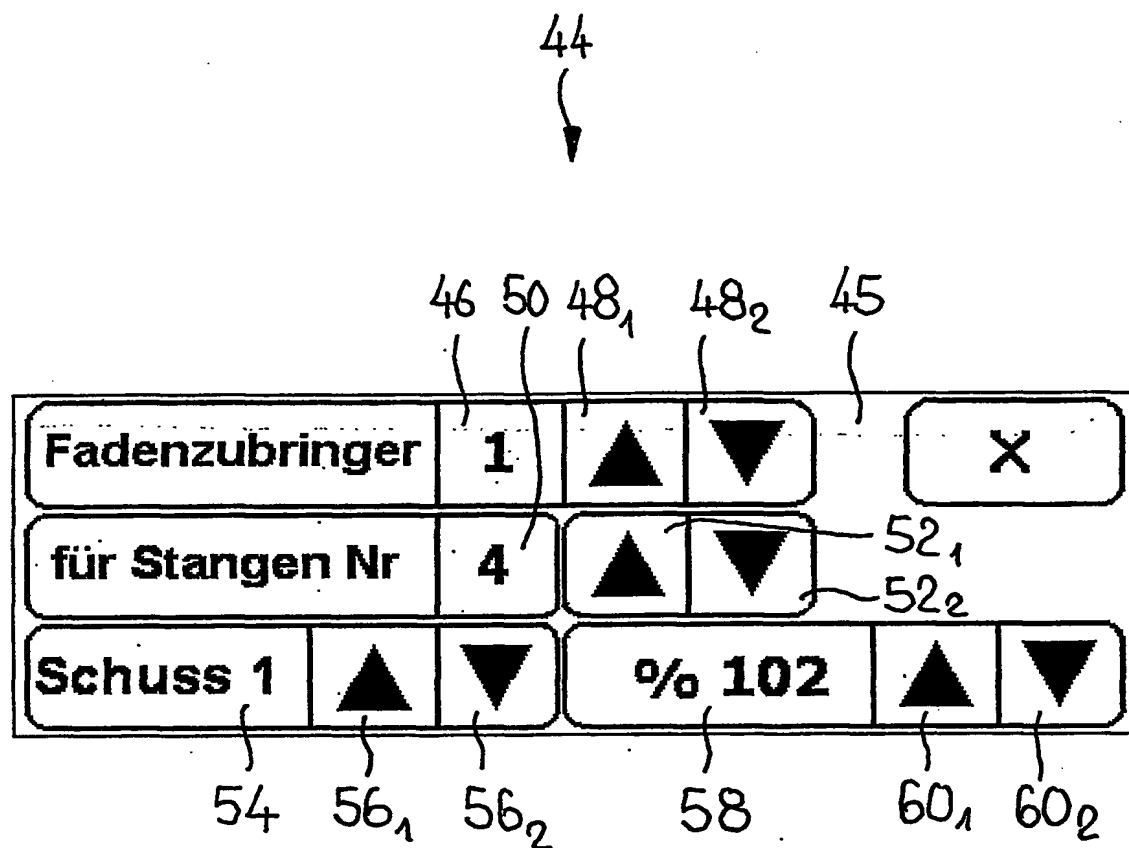 44
46 50 48₁ 48₂ 45
Fadenzubringer 1 ▲ ▼ X
für Stangen Nr 4 ▲ ▼ 52₁
52₂
Schuss 1 ▲ ▼ % 102 ▲ ▼
54 56₁ 56₂ 58 60₁ 60₂